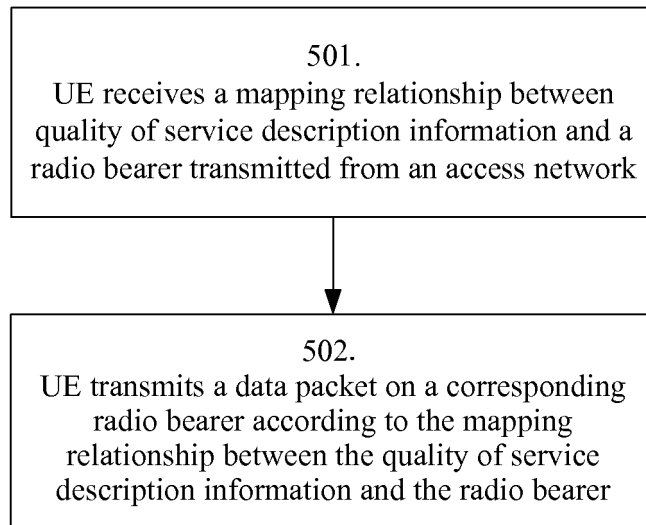 501.
UE receives a mapping relationship between
quality of service description information and a
radio bearer transmitted from an access network
502.
UE transmits a data packet on a corresponding
radio bearer according to the mapping
relationship between the quality of service
description information and the radio bearer